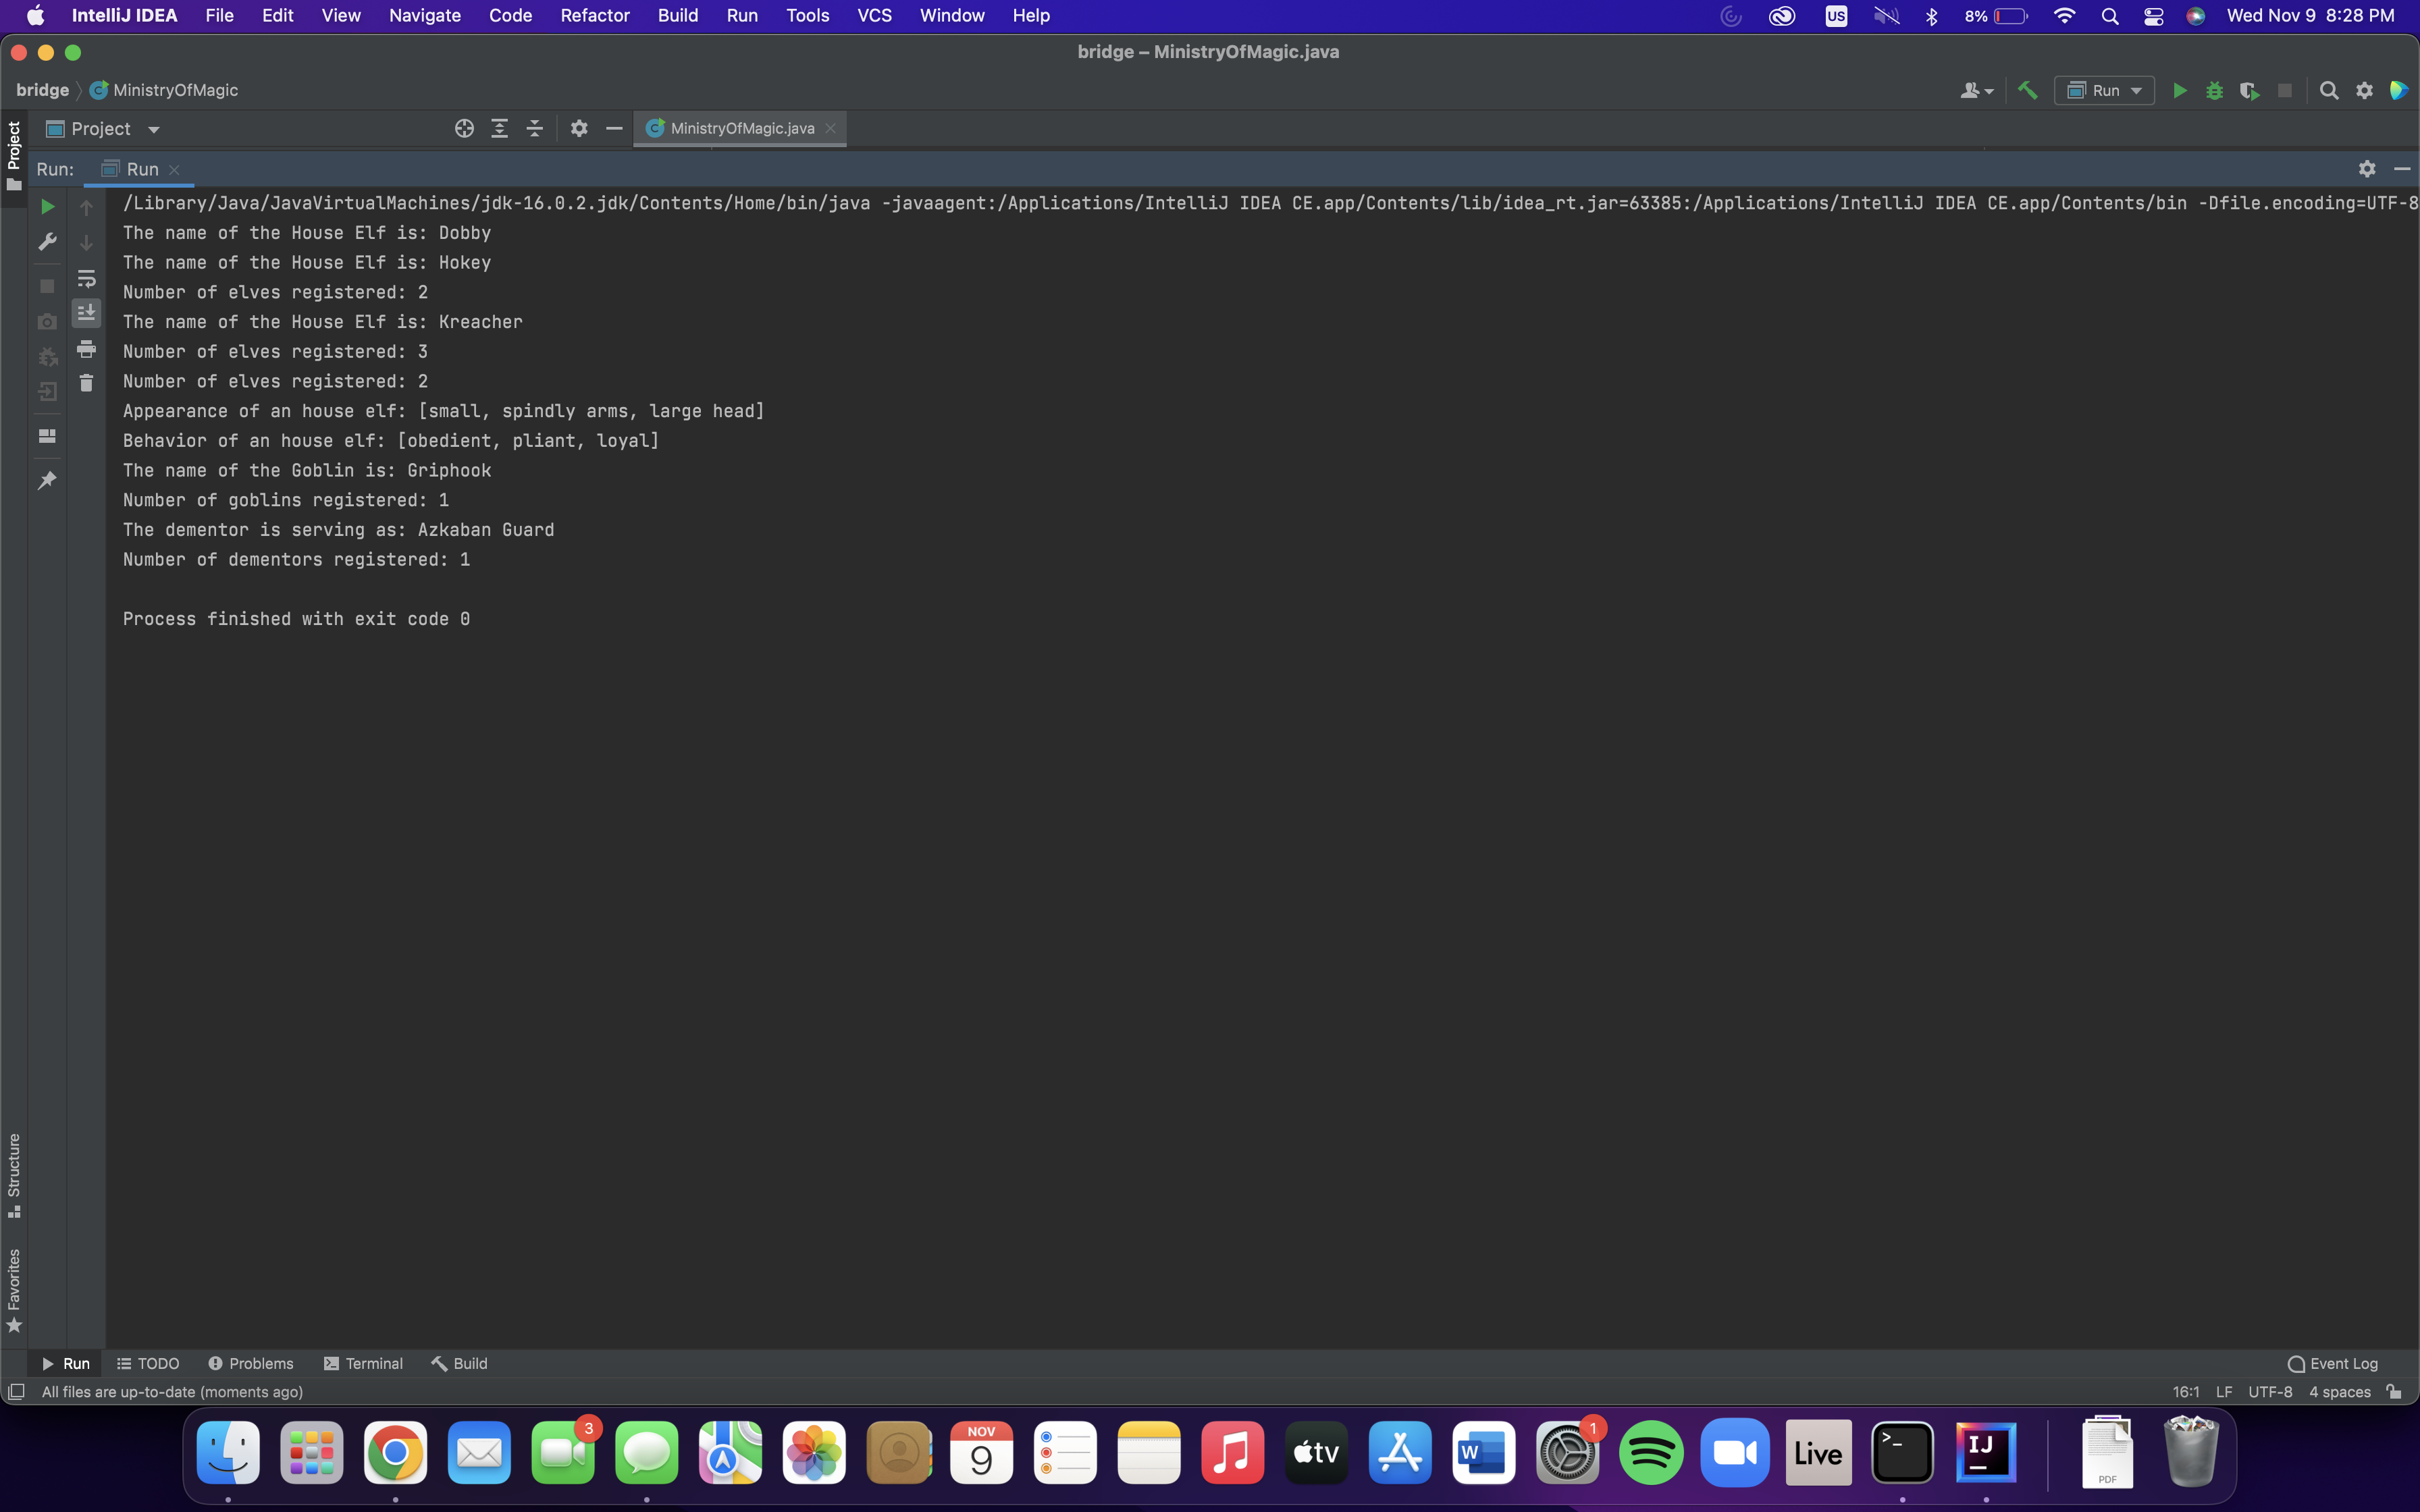 IntelliJ IDEA File Edit View Navigate Code Refactor Build Run Tools VCS Window Help US 8% Wed Nov 9 8:28 PM
bridge – MinistryOfMagic.java
bridge MinistryOfMagic Run
Project Project MinistryOfMagic.java
Run: Run
/Library/Java/JavaVirtualMachines/jdk-16.0.2.jdk/Contents/Home/bin/java -javaagent:/Applications/IntelliJ IDEA CE.app/Contents/lib/idea_rt.jar=63385:/Applications/IntelliJ IDEA CE.app/Contents/bin -Dfile.encoding=UTF-8
The name of the House Elf is: Dobby
The name of the House Elf is: Hokey
Number of elves registered: 2
The name of the House Elf is: Kreacher
Number of elves registered: 3
Number of elves registered: 2
Appearance of an house elf: [small, spindly arms, large head]
Behavior of an house elf: [obedient, pliant, loyal]
The name of the Goblin is: Griphook
Number of goblins registered: 1
The dementor is serving as: Azkaban Guard
Number of dementors registered: 1
Process finished with exit code 0
Structure
Favorites
Run TODO Problems Terminal Build Event Log
All files are up-to-date (moments ago) 16:1 LF UTF-8 4 spaces
3 NOV 9 tv W 1 Live >_ IJ PDF